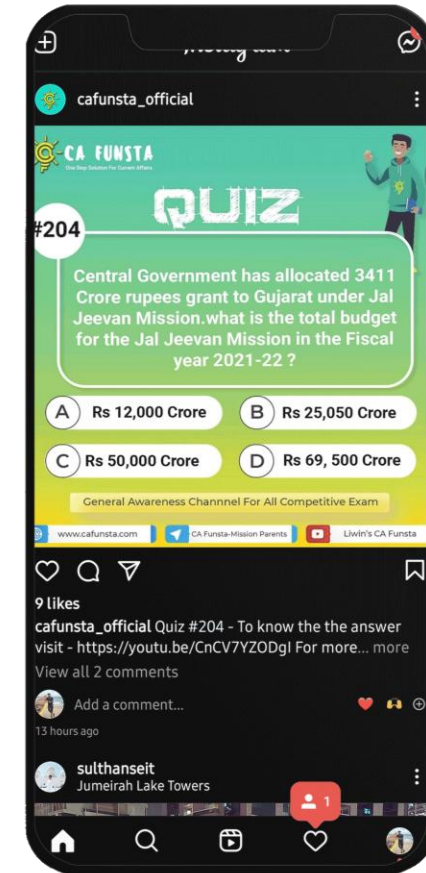 cafunsta_official
CA FUNSTA
One Stop Solution For Current Affairs
QUIZ
#204
Central Government has allocated 3411
Crore rupees grant to Gujarat under Jal
Jeevan Mission.what is the total budget
for the Jal Jeevan Mission in the Fiscal
year 2021-22 ?
A Rs 12,000 Crore
B Rs 25,050 Crore
C Rs 50,000 Crore
D Rs 69, 500 Crore
General Awareness Channnel For All Competitive Exam
www.cafunsta.com
CA Funsta-Mission Parents
Liwin's CA Funsta
9 likes
cafunsta_official Quiz #204 - To know the the answer
visit - https://youtu.be/CnCV7YZODgI For more... more
View all 2 comments
Add a comment...
13 hours ago
sulthanseit
Jumeirah Lake Towers
1